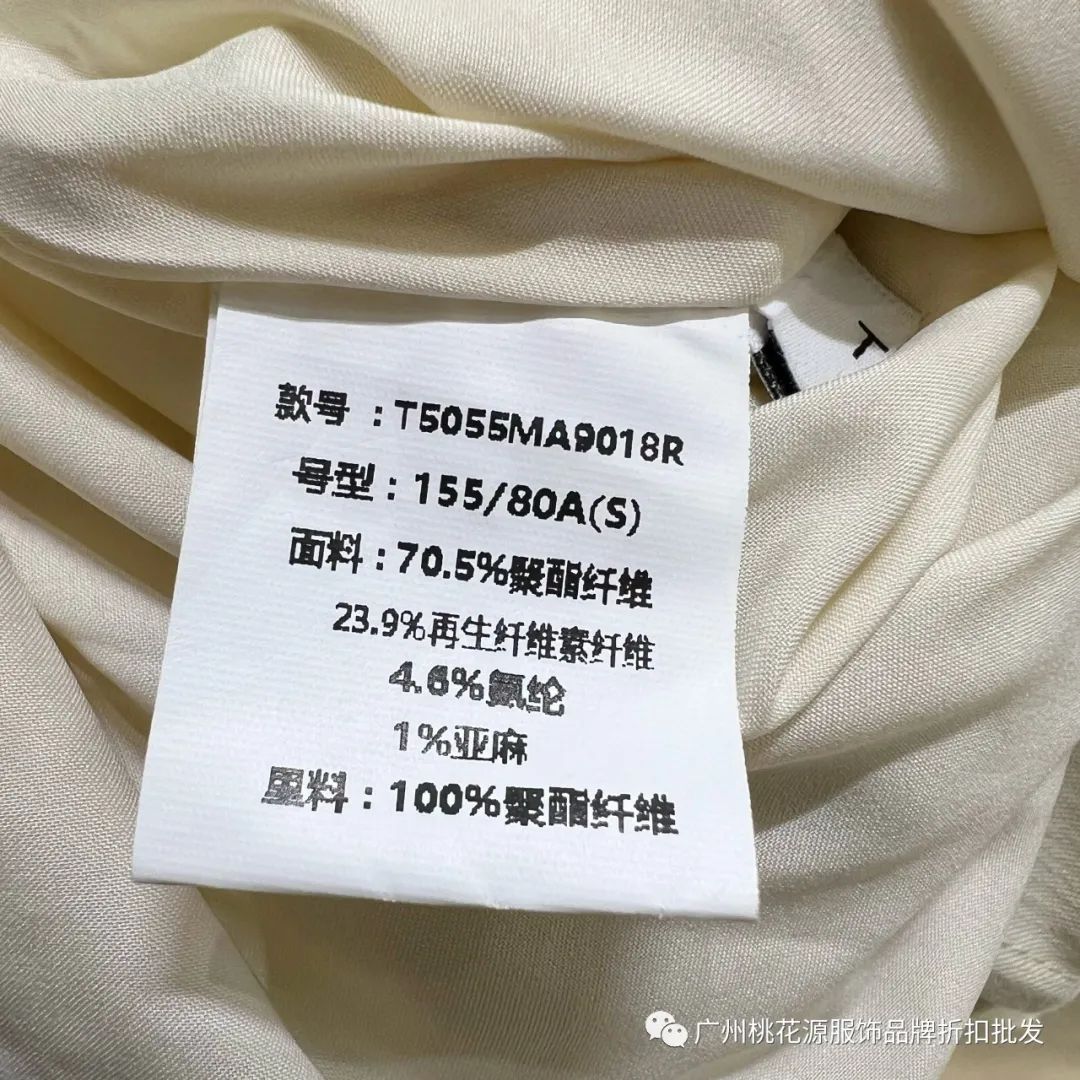 款号 : T5055MA9018R
号型 : 155/80A(S)
面料 : 70.5%聚酯纤维
23.9%再生纤维素纤维
4.6%氨纶
1%亚麻
里料 : 100%聚酯纤维
广州桃花源服饰品牌折扣批发